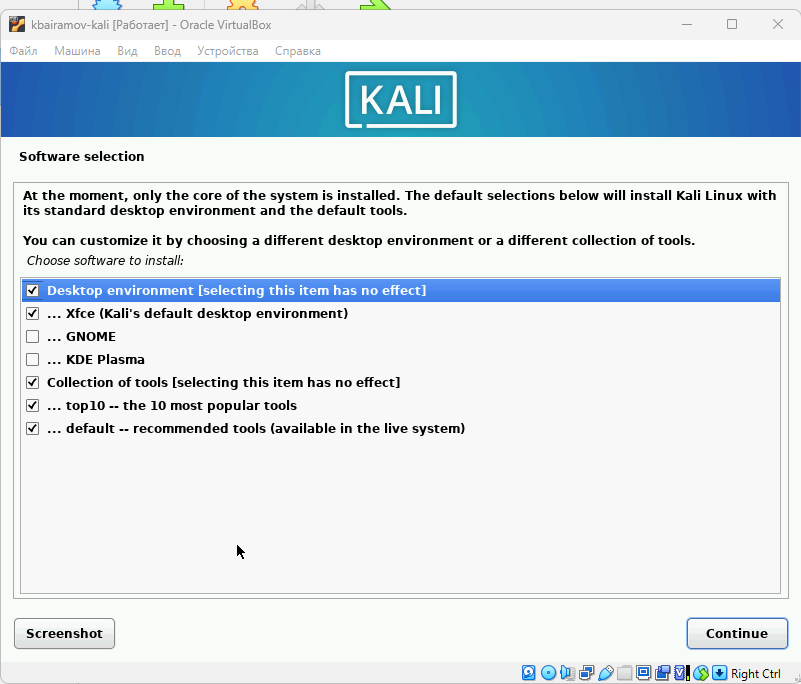 kbairamov-kali [Работает] - Oracle VirtualBox
Файл Машина Вид Ввод Устройства Справка
KALI
Software selection
At the moment, only the core of the system is installed. The default selections below will install Kali Linux with
its standard desktop environment and the default tools.
You can customize it by choosing a different desktop environment or a different collection of tools.
Choose software to install:
Desktop environment [selecting this item has no effect]
... Xfce (Kali's default desktop environment)
... GNOME
... KDE Plasma
Collection of tools [selecting this item has no effect]
... top10 -- the 10 most popular tools
... default -- recommended tools (available in the live system)
Screenshot Continue
Right Ctrl